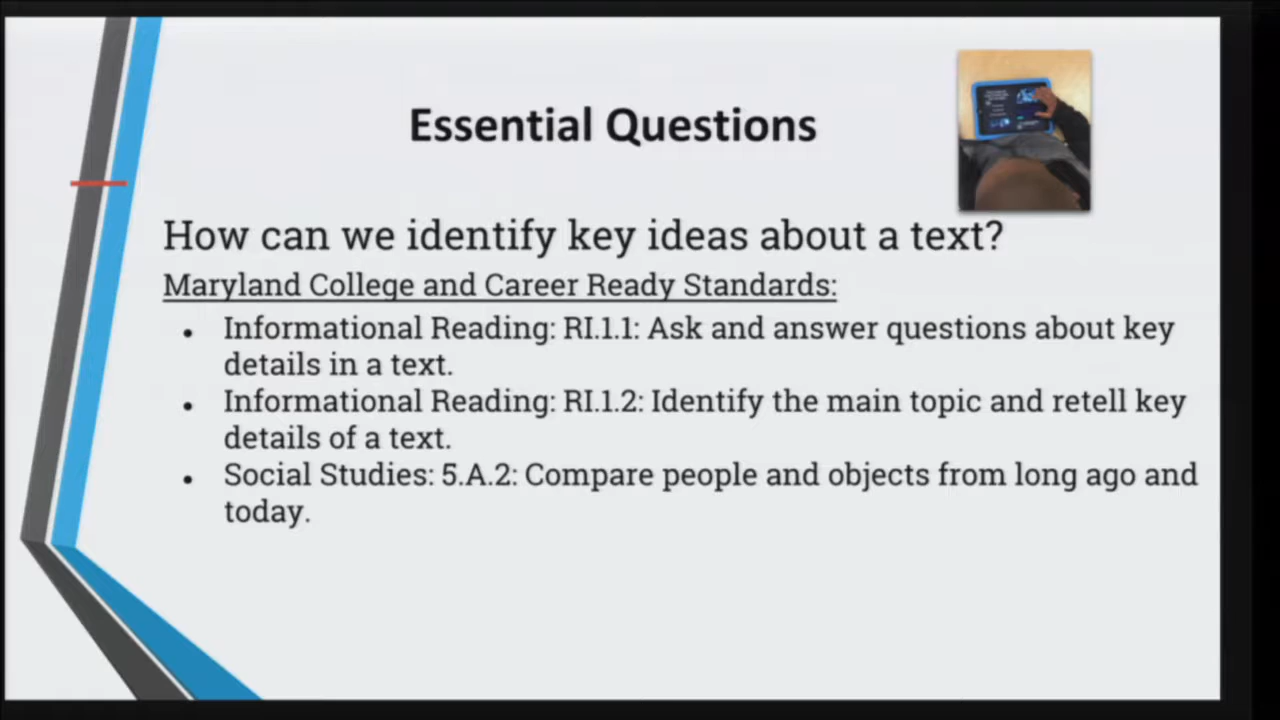 Essential Questions
How can we identify key ideas about a text?
Maryland College and Career Ready Standards:
• Informational Reading: RI.1.1: Ask and answer questions about key
details in a text.
• Informational Reading: RI.1.2: Identify the main topic and retell key
details of a text.
• Social Studies: 5.A.2: Compare people and objects from long ago and
today.